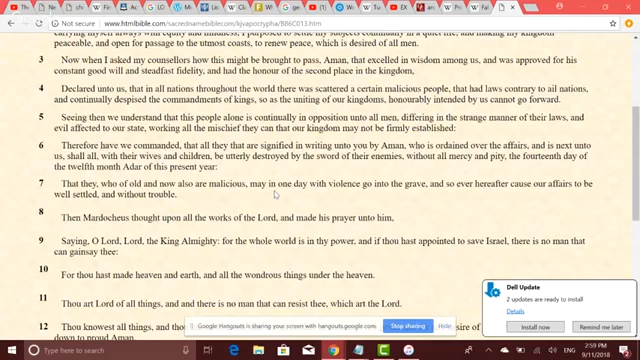 The Thunder
YouTube
EX
Pri
Fal
www.htmlbible.com/sacrednamebiblecom/kjvapocrypha/B6C013.htm
carrying myself always with equity and mildness, I purposed to settle my subjects continually in a quiet life, and making my kingdom
peaceable, and open for passage to the utmost coasts, to renew peace, which is desired of all men.
3 Now when I asked my counsellors how this might be brought to pass, Aman, that excelled in wisdom among us, and was approved for
his constant good will and steadfast fidelity, and had the honour of the second place in the kingdom,
4 Declared unto us, that in all nations throughout the world there was scattered a certain malicious people, that had laws contrary to ail nations,
and continually despised the commandments of kings, so as the uniting of our kingdoms, honourably intended by us cannot go forward.
5 Seeing then we understand that this people alone is continually in opposition unto all men, differing in the strange manner of their laws, and
evil affected to our state, working all the mischief they can that our kingdom may not be firmly established:
6 Therefore have we commanded, that all they that are signified in writing unto you by Aman, who is ordained over the affairs, and is next unto
us, shall all, with their wives and children, be utterly destroyed by the sword of their enemies, without all mercy and pity, the fourteenth day
of the twelfth month Adar of this present year:
7 That they, who of old and now also are malicious, may in one day with violence go into the grave, and so ever hereafter cause our affairs to be
well settled, and without trouble.
8 Then Mardocheus thought upon all the works of the Lord, and made his prayer unto him,
9 Saying, O Lord, Lord, the King Almighty: for the whole world is in thy power, and if thou hast appointed to save Israel, there is no man that
can gainsay thee:
10 For thou hast made heaven and earth, and all the wondrous things under the heaven.
11 Thou art Lord of all things, and and there is no man that can resist thee, which art the Lord.
12 Thou knowest all things, and
sire of
down to proud Aman.
Dell Update
2 updates are ready to install
Details
Install now
Remind me later
Google Hangouts is sharing your screen with hangouts.google.com.
Stop sharing
Type here to search
2:59 PM
9/11/2018